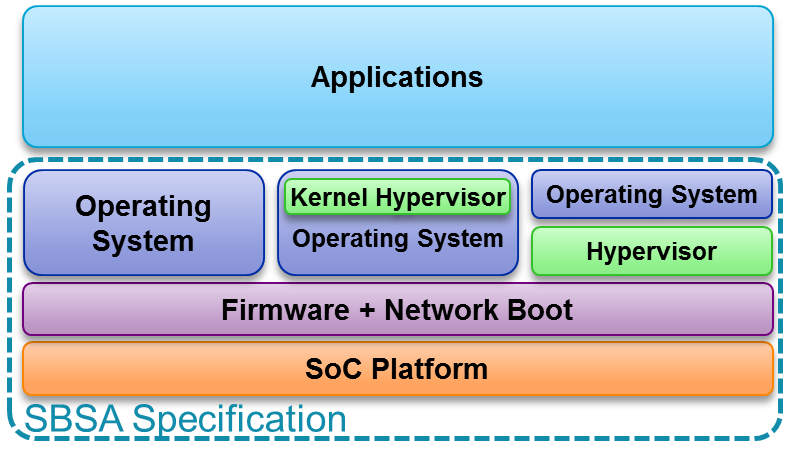 Applications
Operating
System
Kernel Hypervisor
Operating System
Operating System
Hypervisor
Firmware + Network Boot
SoC Platform
SBSA Specification